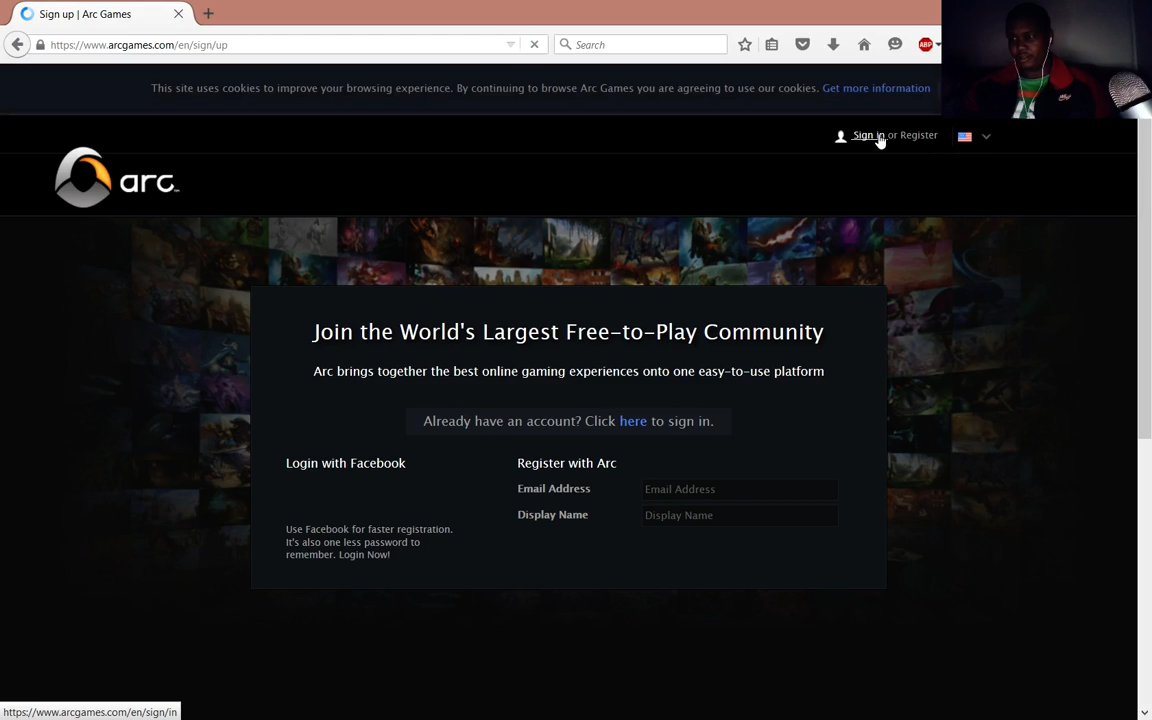 Sign up | Arc Games
https://www.arcgames.com/en/sign/up
Search
ABP
This site uses cookies to improve your browsing experience. By continuing to browse Arc Games you are agreeing to use our cookies. Get more information
Sign in or Register
arc
Join the World's Largest Free-to-Play Community
Arc brings together the best online gaming experiences onto one easy-to-use platform
Already have an account? Click here to sign in.
Login with Facebook
Register with Arc
Email Address
Email Address
Display Name
Display Name
Use Facebook for faster registration.
It's also one less password to
remember. Login Now!
https://www.arcgames.com/en/sign/in